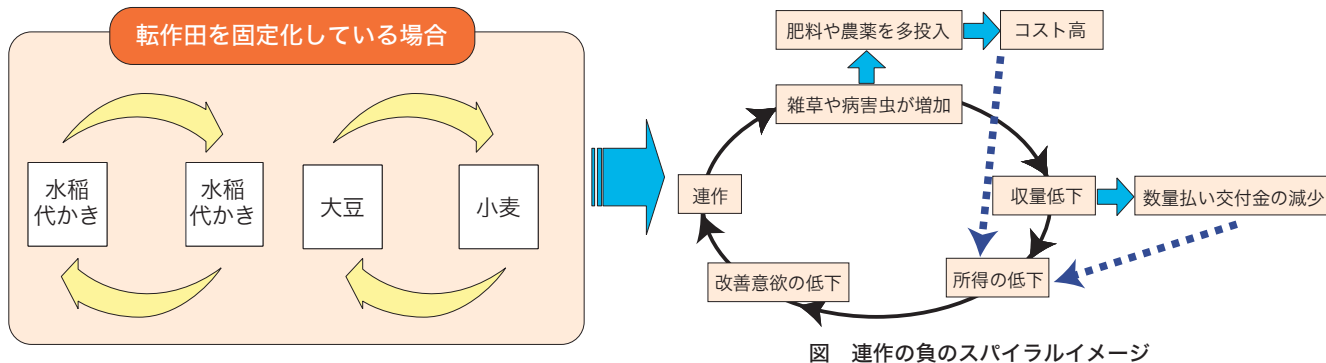 転作田を固定化している場合
水稲
代かき
水稲
代かき
大豆
小麦
肥料や農薬を多投入
コスト高
雑草や病害虫が増加
連作
収量低下
数量払い交付金の減少
改善意欲の低下
所得の低下
図　連作の負のスパイラルイメージ